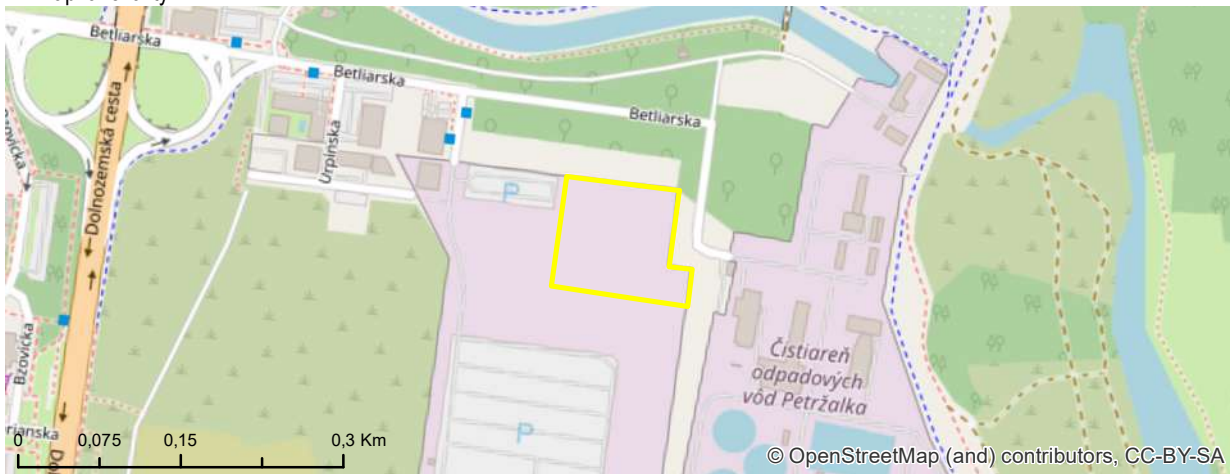 Betliarska
Betliarska
Betliarska
Dolnozemská cesta
Urpínska
P
Bzovícka
Čistiareň
odpadových
vôd Petržalka
P
0 0,075 0,15 0,3 Km
© OpenStreetMap (and) contributors, CC-BY-SA